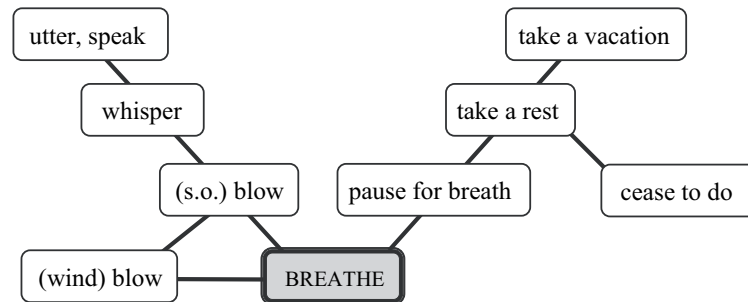 utter, speak
take a vacation
whisper
take a rest
(s.o.) blow
pause for breath
cease to do
(wind) blow
BREATHE